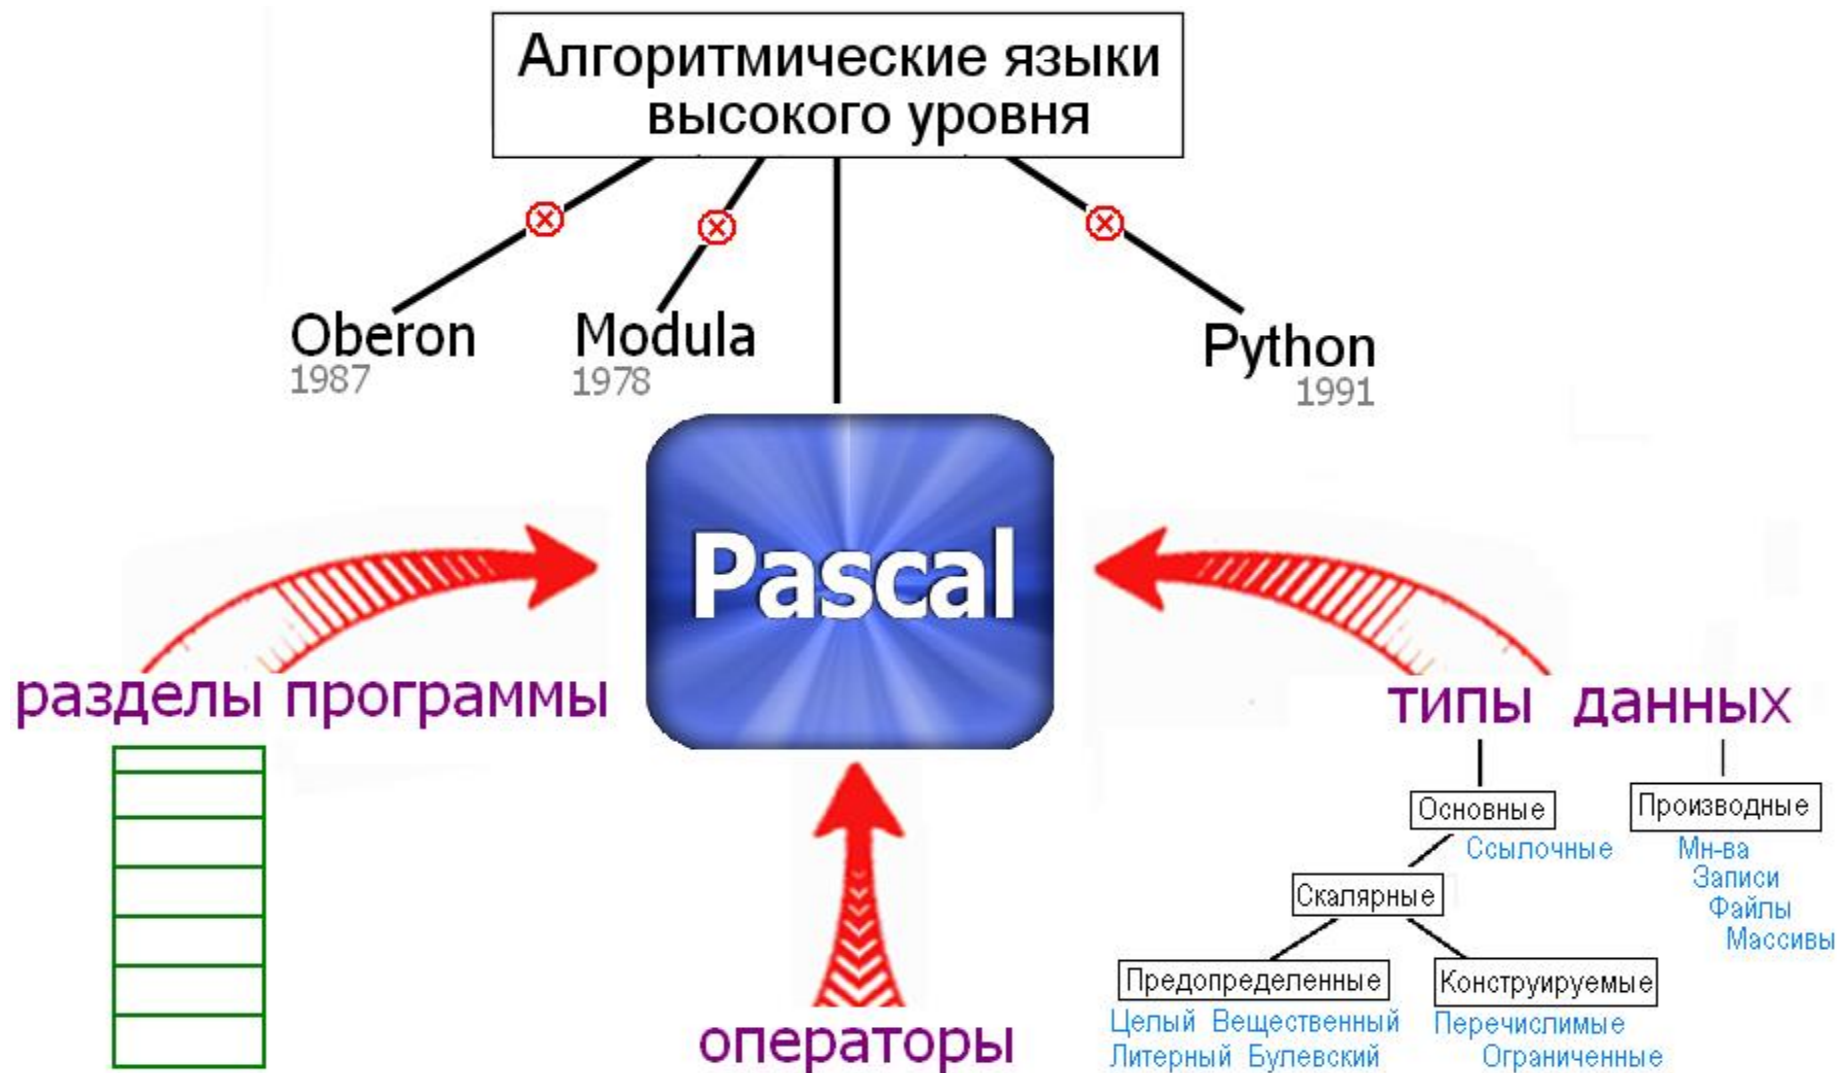 Алгоритмические языки
высокого уровня
Oberon
1987
Modula
1978
Python
1991
Pascal
разделы программы
типы данных
Основные
Производные
Ссылочные
Мн-ва
Записи
Файлы
Массивы
Скалярные
Предопределенные
Конструируемые
Целый Вещественный
Литерный Булевский
Перечислимые
Ограниченные
операторы